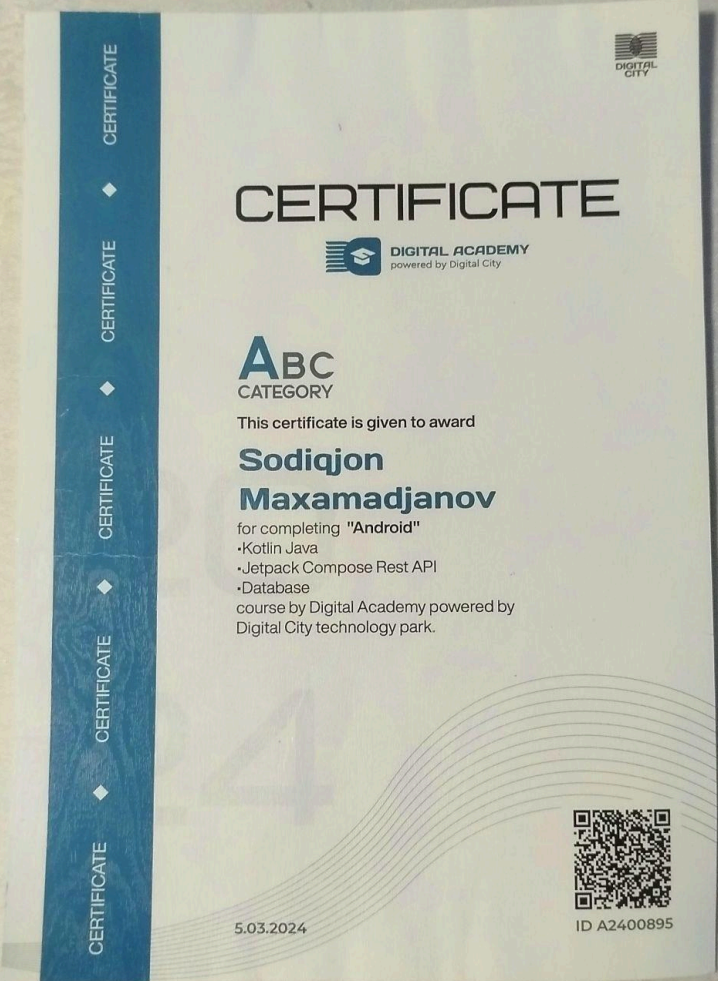 DIGITAL
CITY
CERTIFICATE
DIGITAL ACADEMY
powered by Digital City
ABC
CATEGORY
This certificate is given to award
Sodiqjon
Maxamadjanov
for completing "Android"
•Kotlin Java
•Jetpack Compose Rest API
•Database
course by Digital Academy powered by
Digital City technology park.
5.03.2024
ID A2400895
CERTIFICATE
CERTIFICATE
CERTIFICATE
CERTIFICATE
CERTIFICATE